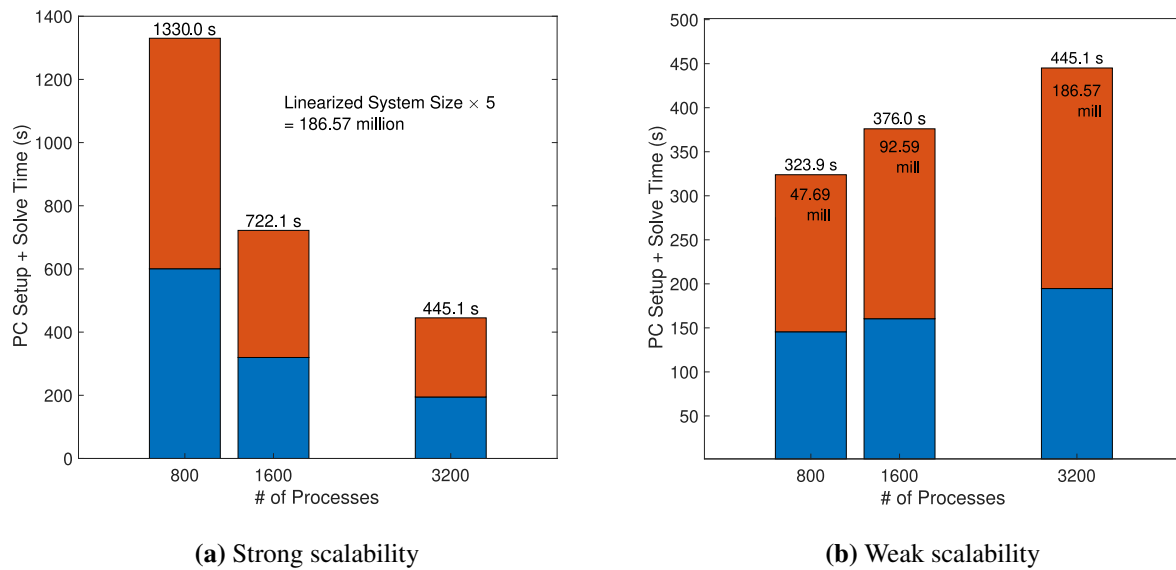 1400
1200
1000
800
600
400
200
0
PC Setup + Solve Time (s)
1330.0 s
722.1 s
445.1 s
Linearized System Size × 5
= 186.57 million
800
1600
3200
# of Processes
(a) Strong scalability
500
450
400
350
300
250
200
150
100
50
PC Setup + Solve Time (s)
323.9 s
47.69
mill
376.0 s
92.59
mill
445.1 s
186.57
mill
800
1600
3200
# of Processes
(b) Weak scalability